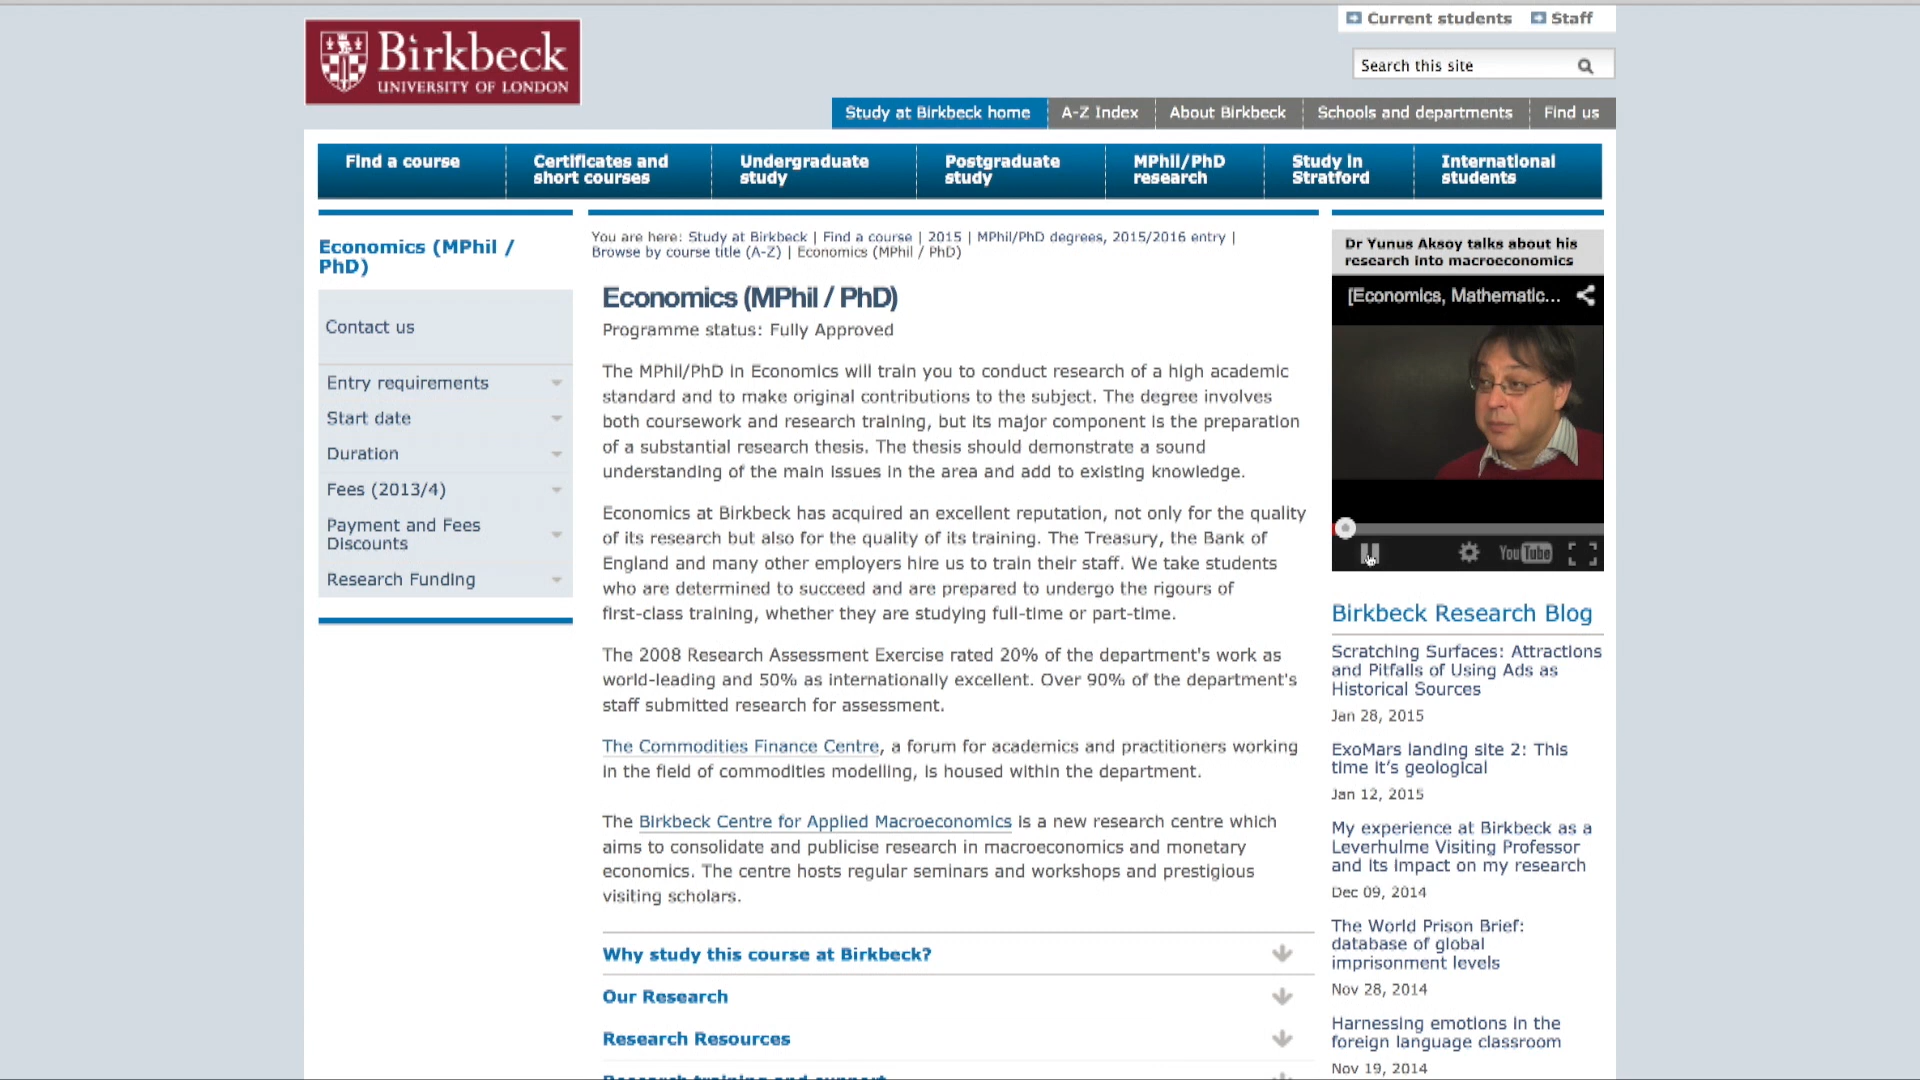 Current students
Staff
Birkbeck
UNIVERSITY OF LONDON
Search this site
Study at Birkbeck home
A-Z Index
About Birkbeck
Schools and departments
Find us
Find a course
Certificates and
short courses
Undergraduate
study
Postgraduate
study
MPhil/PhD
research
Study in
Stratford
International
students
Economics (MPhil /
PhD)
Contact us
Entry requirements
Start date
Duration
Fees (2013/4)
Payment and Fees
Discounts
Research Funding
You are here: Study at Birkbeck | Find a course | 2015 | MPhil/PhD degrees, 2015/2016 entry |
Browse by course title (A-Z) | Economics (MPhil / PhD)
Economics (MPhil / PhD)
Programme status: Fully Approved
The MPhil/PhD in Economics will train you to conduct research of a high academic
standard and to make original contributions to the subject. The degree involves
both coursework and research training, but its major component is the preparation
of a substantial research thesis. The thesis should demonstrate a sound
understanding of the main issues in the area and add to existing knowledge.
Economics at Birkbeck has acquired an excellent reputation, not only for the quality
of its research but also for the quality of its training. The Treasury, the Bank of
England and many other employers hire us to train their staff. We take students
who are determined to succeed and are prepared to undergo the rigours of
first-class training, whether they are studying full-time or part-time.
The 2008 Research Assessment Exercise rated 20% of the department's work as
world-leading and 50% as internationally excellent. Over 90% of the department's
staff submitted research for assessment.
The Commodities Finance Centre, a forum for academics and practitioners working
in the field of commodities modelling, is housed within the department.
The Birkbeck Centre for Applied Macroeconomics is a new research centre which
aims to consolidate and publicise research in macroeconomics and monetary
economics. The centre hosts regular seminars and workshops and prestigious
visiting scholars.
Why study this course at Birkbeck?
Our Research
Research Resources
Research training and support
Dr Yunus Aksoy talks about his
research into macroeconomics
[Economics, Mathematic...
YouTube
Birkbeck Research Blog
Scratching Surfaces: Attractions
and Pitfalls of Using Ads as
Historical Sources
Jan 28, 2015
ExoMars landing site 2: This
time it's geological
Jan 12, 2015
My experience at Birkbeck as a
Leverhulme Visiting Professor
and its impact on my research
Dec 09, 2014
The World Prison Brief:
database of global
imprisonment levels
Nov 28, 2014
Harnessing emotions in the
foreign language classroom
Nov 19, 2014